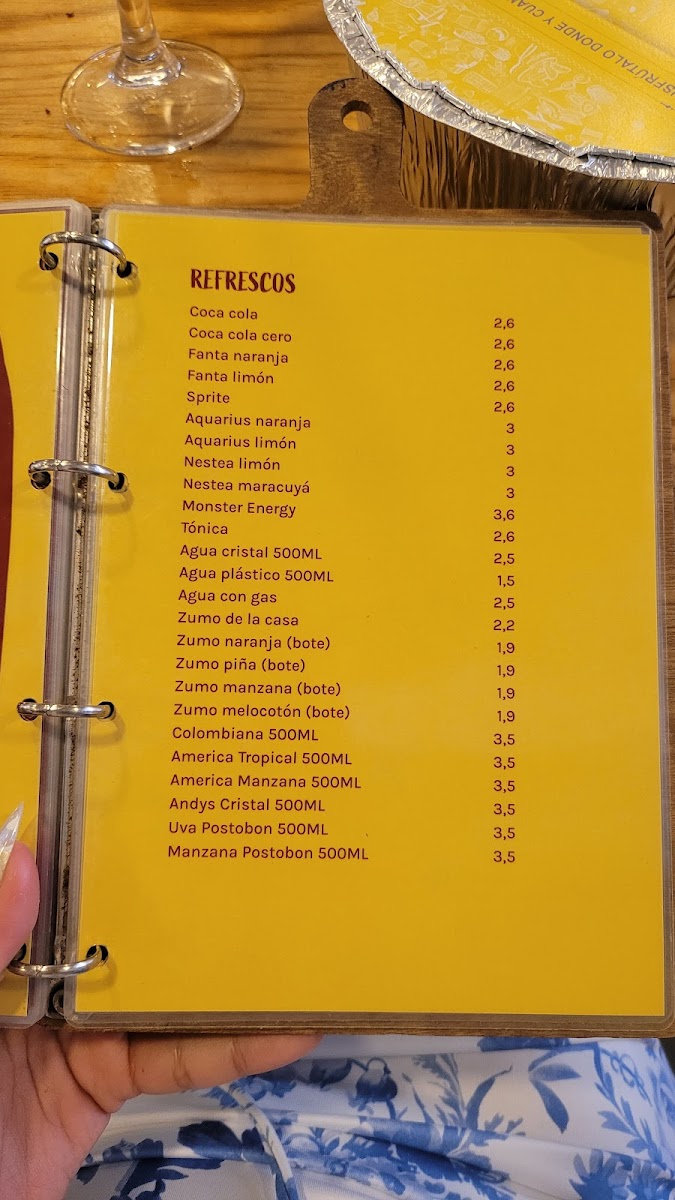 ISFRÚTALO DONDE Y CUAN
REFRESCOS
Coca cola 2,6
Coca cola cero 2,6
Fanta naranja 2,6
Fanta limón 2,6
Sprite 2,6
Aquarius naranja 3
Aquarius limón 3
Nestea limón 3
Nestea maracuyá 3
Monster Energy 3,6
Tónica 2,6
Agua cristal 500ML 2,5
Agua plástico 500ML 1,5
Agua con gas 2,5
Zumo de la casa 2,2
Zumo naranja (bote) 1,9
Zumo piña (bote) 1,9
Zumo manzana (bote) 1,9
Zumo melocotón (bote) 1,9
Colombiana 500ML 3,5
America Tropical 500ML 3,5
America Manzana 500ML 3,5
Andys Cristal 500ML 3,5
Uva Postobon 500ML 3,5
Manzana Postobon 500ML 3,5